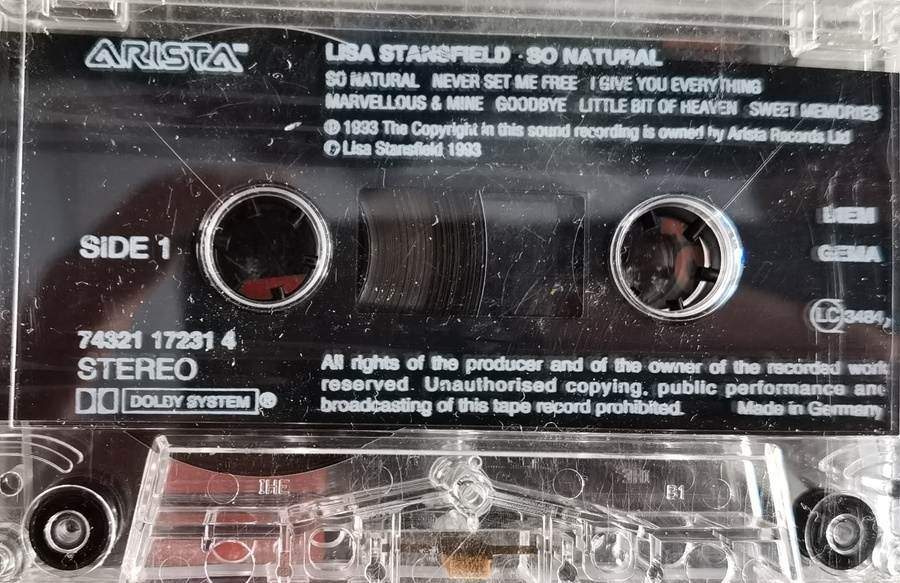 ARISTA™
LISA STANSFIELD · SO NATURAL
SO NATURAL NEVER SET ME FREE I GIVE YOU EVERYTHING
MARVELLOUS & MINE GOODBYE LITTLE BIT OF HEAVEN SWEET MEMORIES
℗ 1993 The Copyright in this sound recording is owned by Arista Records Ltd
© Lisa Stansfield 1993
SIDE 1
BIEM
GEMA
LC 3484
74321 17231 4
STEREO
DOLBY SYSTEM ®
All rights of the producer and of the owner of the recorded work
reserved. Unauthorised copying, public performance and
broadcasting of this tape record prohibited. Made in Germany